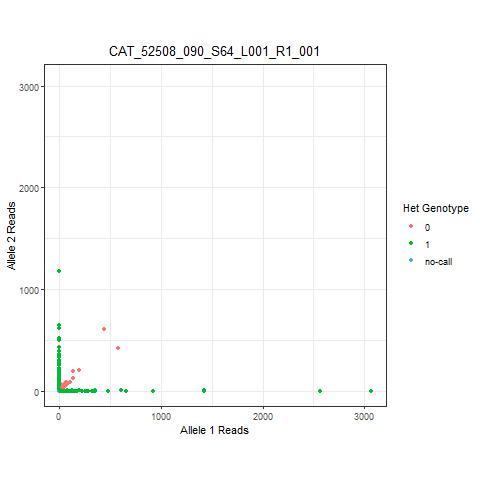 CAT_52508_090_S64_L001_R1_001
3000
2000
1000
0
Allele 2 Reads
0
1000
2000
3000
Allele 1 Reads
Het Genotype
0
1
no-call